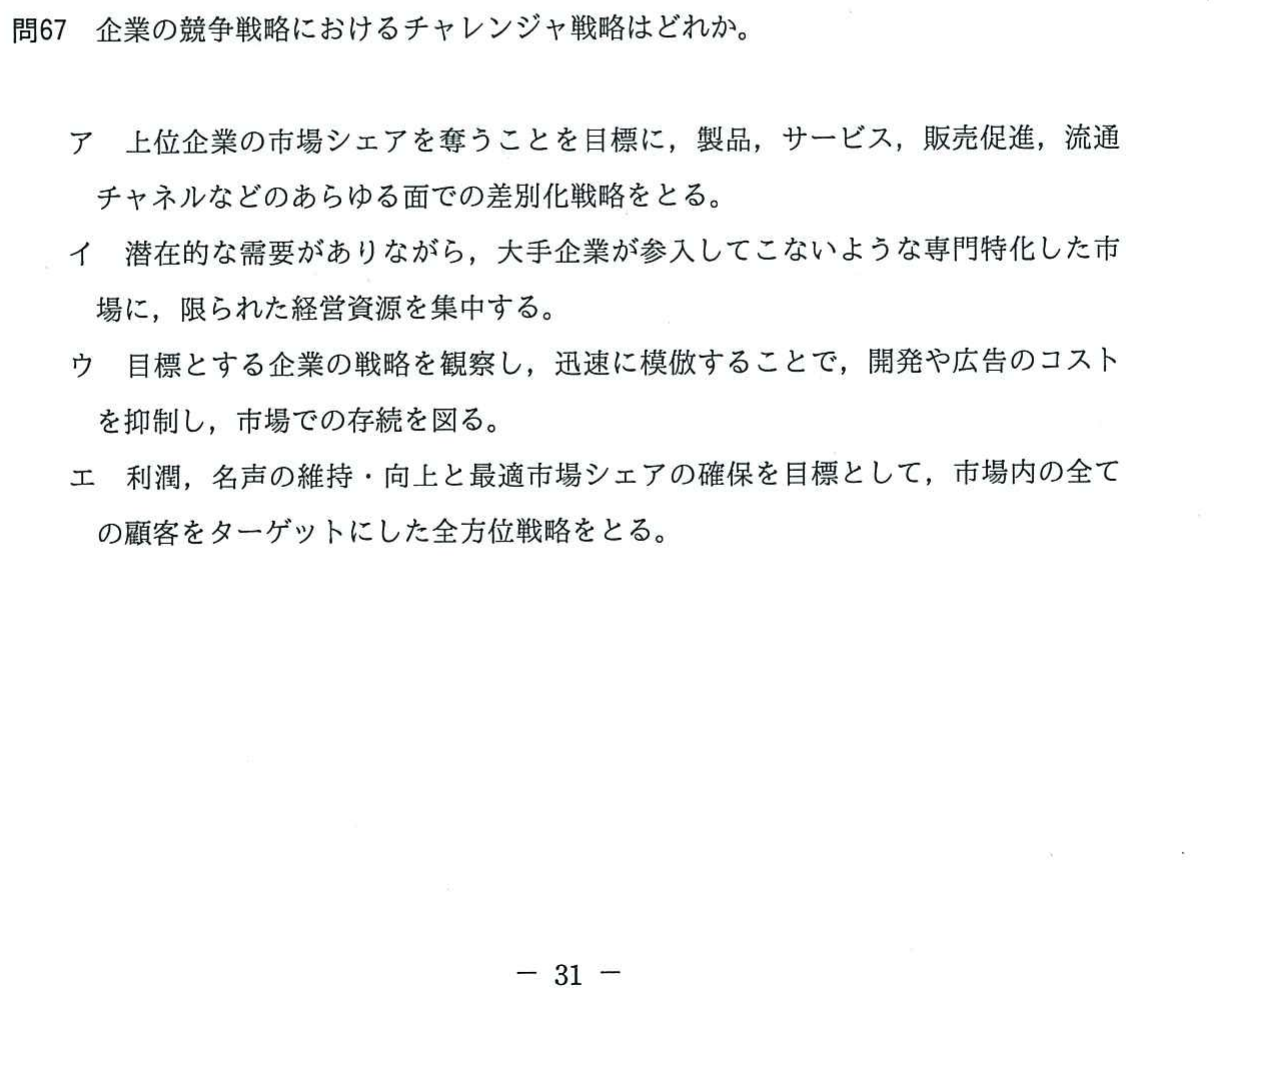 問67 企業の競争戦略におけるチャレンジャ戦略はどれか。
ア 上位企業の市場シェアを奪うことを目標に，製品，サービス，販売促進，流通
チャネルなどのあらゆる面での差別化戦略をとる。
イ 潜在的な需要がありながら，大手企業が参入してこないような専門特化した市
場に，限られた経営資源を集中する。
ウ 目標とする企業の戦略を観察し，迅速に模倣することで，開発や広告のコスト
を抑制し，市場での存続を図る。
エ 利潤，名声の維持・向上と最適市場シェアの確保を目標として，市場内の全て
の顧客をターゲットにした全方位戦略をとる。
－ 31 －